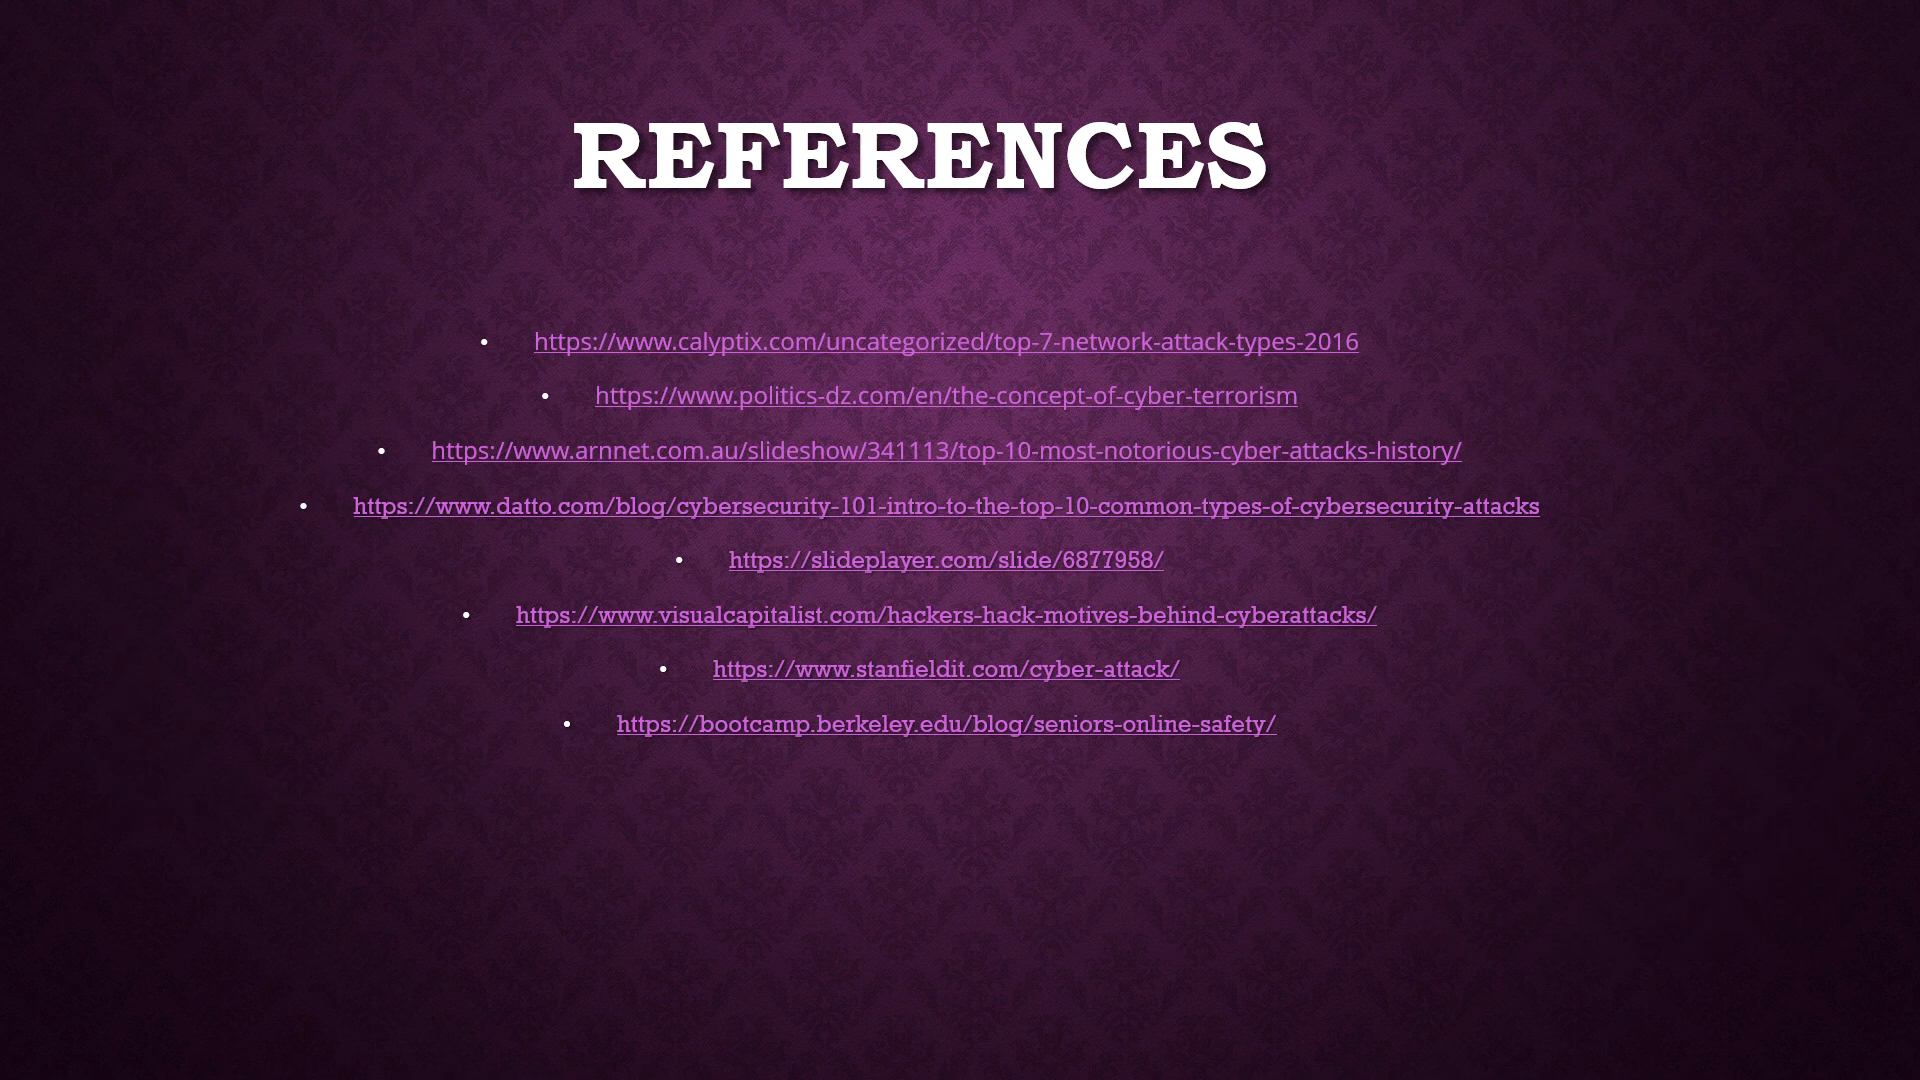 REFERENCES
• https://www.calyptix.com/uncategorized/top-7-network-attack-types-2016
• https://www.politics-dz.com/en/the-concept-of-cyber-terrorism
• https://www.arnnet.com.au/slideshow/341113/top-10-most-notorious-cyber-attacks-history/
• https://www.datto.com/blog/cybersecurity-101-intro-to-the-top-10-common-types-of-cybersecurity-attacks
• https://slideplayer.com/slide/6877958/
• https://www.visualcapitalist.com/hackers-hack-motives-behind-cyberattacks/
• https://www.stanfieldit.com/cyber-attack/
• https://bootcamp.berkeley.edu/blog/seniors-online-safety/